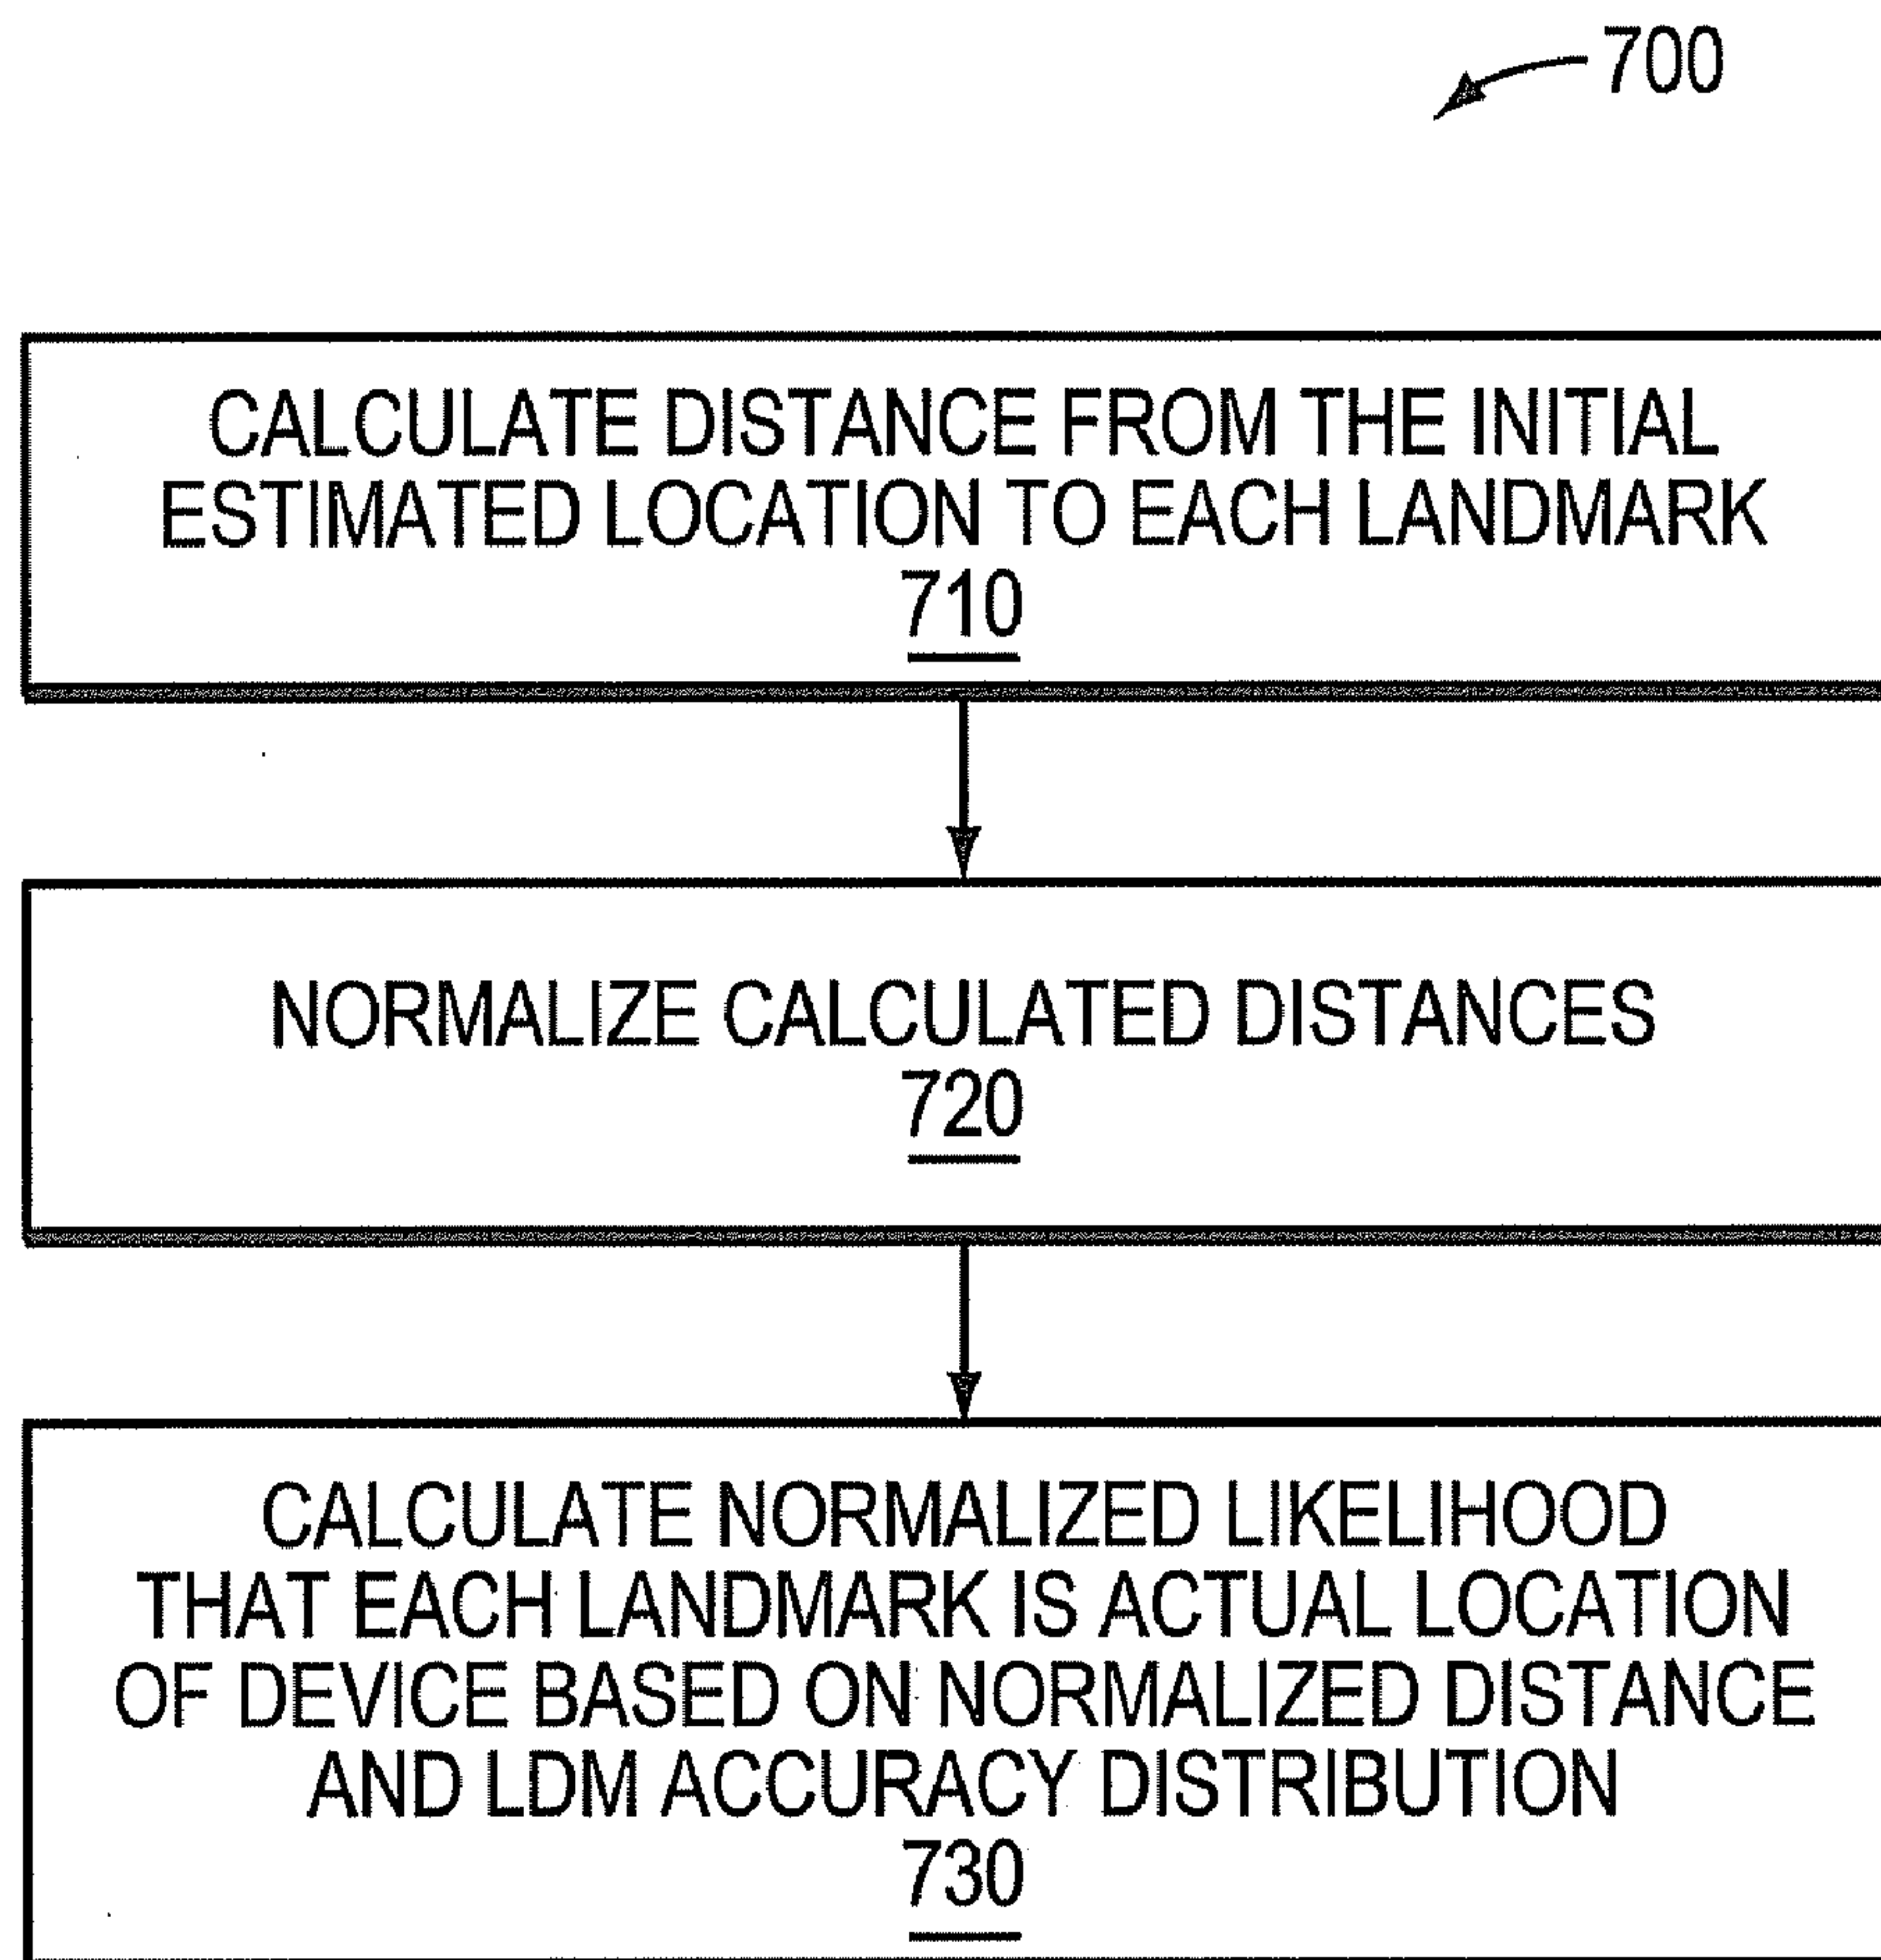 700
CALCULATE DISTANCE FROM THE INITIAL
ESTIMATED LOCATION TO EACH LANDMARK
710
NORMALIZE CALCULATED DISTANCES
720
CALCULATE NORMALIZED LIKELIHOOD
THAT EACH LANDMARK IS ACTUAL LOCATION
OF DEVICE BASED ON NORMALIZED DISTANCE
AND LDM ACCURACY DISTRIBUTION
730